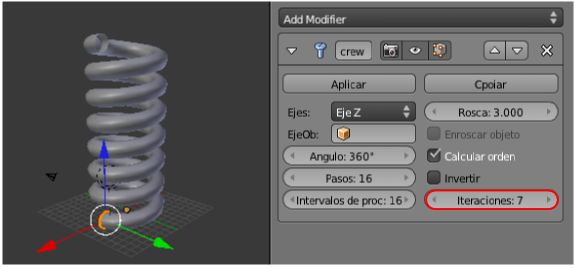 Add Modifier
crew
Aplicar Cpoiar
Ejes: Eje Z Rosca: 3.000
EjeOb: Enroscar objeto
Angulo: 360° Calcular orden
Pasos: 16 Invertir
Intervalos de proc: 16 Iteraciones: 7